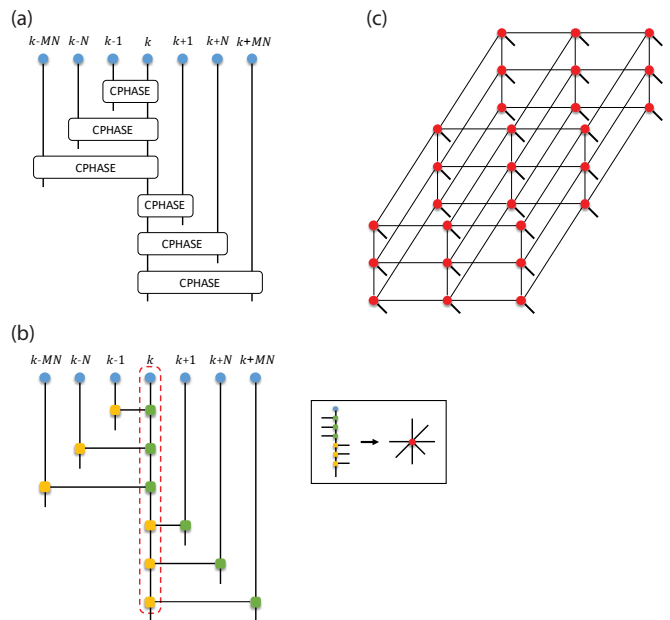 (a)
k-MN k-N k-1 k k+1 k+N k+MN
CPHASE
CPHASE
CPHASE
CPHASE
CPHASE
CPHASE
(b)
k-MN k-N k-1 k k+1 k+N k+MN
(c)